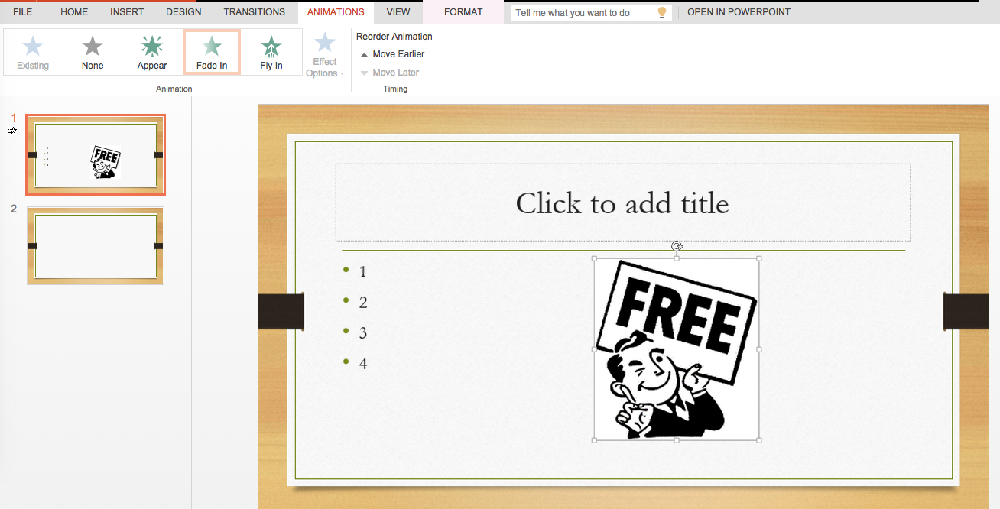 FILE HOME INSERT DESIGN TRANSITIONS ANIMATIONS VIEW FORMAT Tell me what you want to do OPEN IN POWERPOINT
Existing None Appear Fade In Fly In
Effect
Options
Animation
Reorder Animation
Move Earlier
Move Later
Timing
1
FREE
2
Click to add title
1
2
3
4
FREE